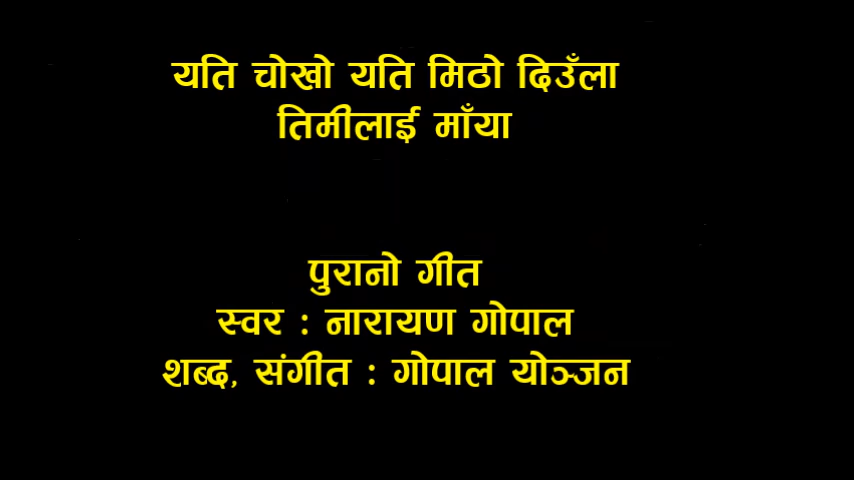 यति चोखो यति मिठो दिउँला
तिमीलाई माँया
पुरानो गीत
स्वर : नारायण गोपाल
शब्द, संगीत : गोपाल योञ्जन